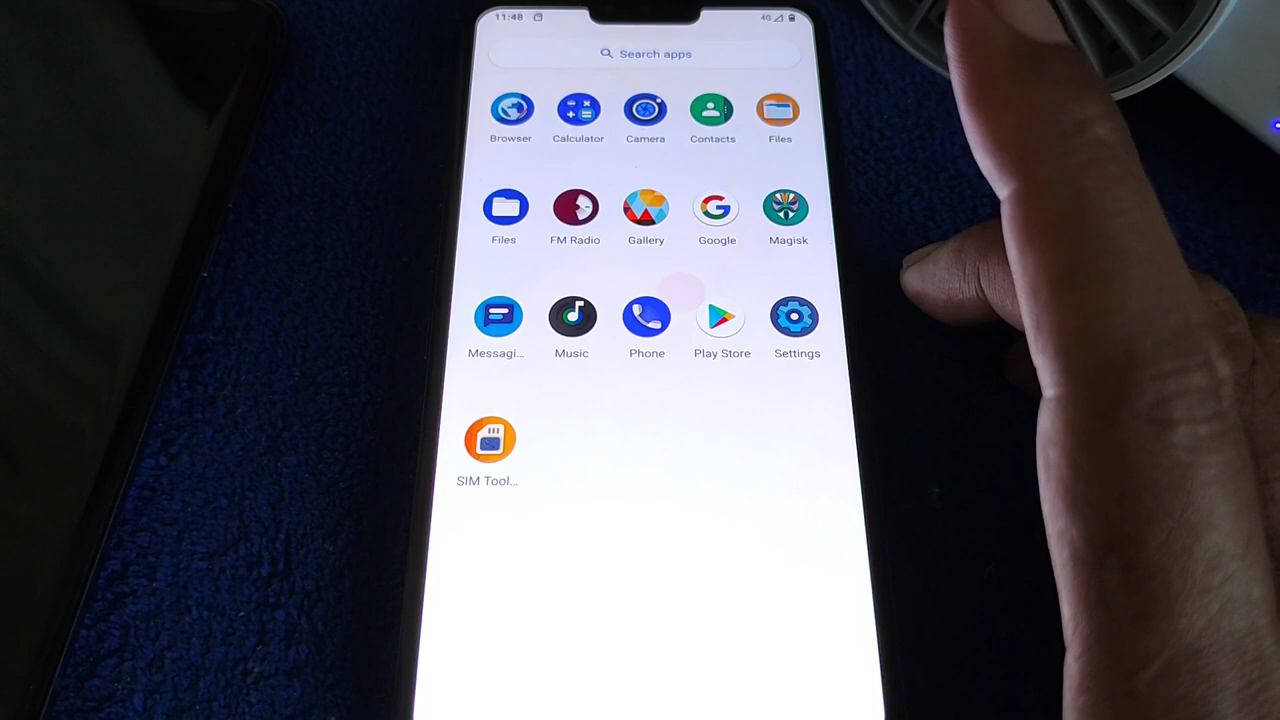 11:48 4G
Search apps
Browser Calculator Camera Contacts Files
Files FM Radio Gallery Google Magisk
Messagi... Music Phone Play Store Settings
SIM Tool...